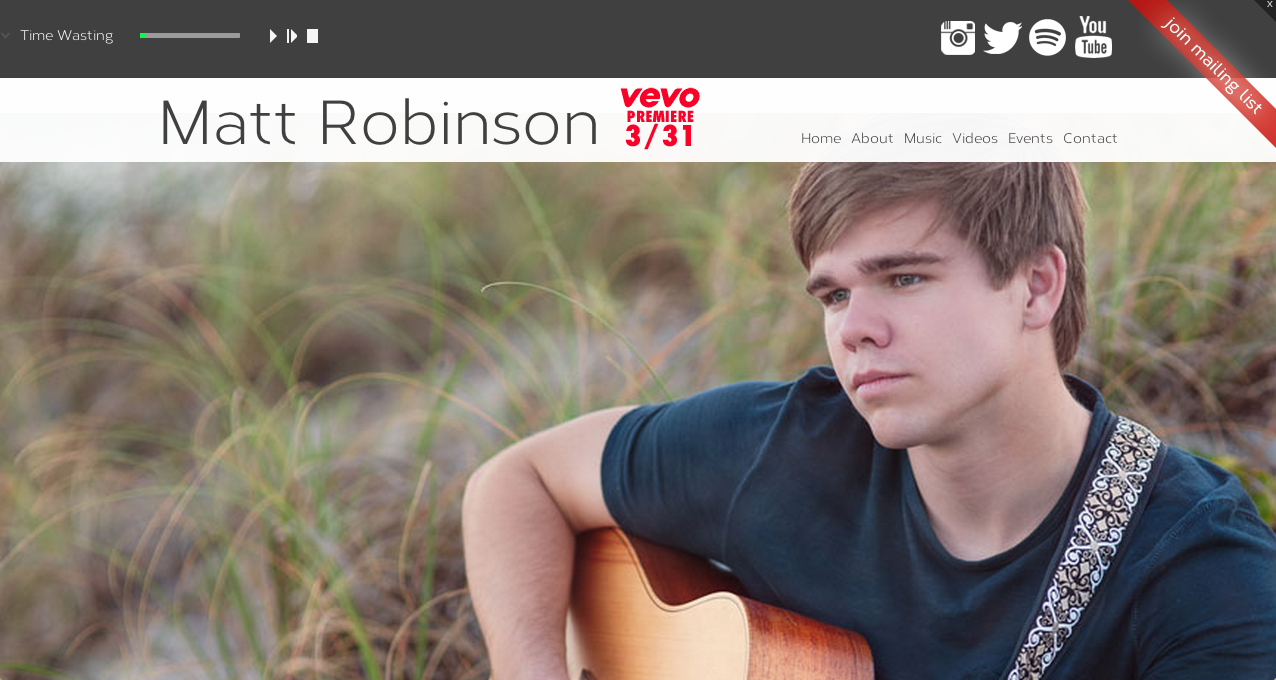 Time Wasting
You
Tube
x
join mailing list
Matt Robinson
vevo
PREMIERE
3/31
Home About Music Videos Events Contact